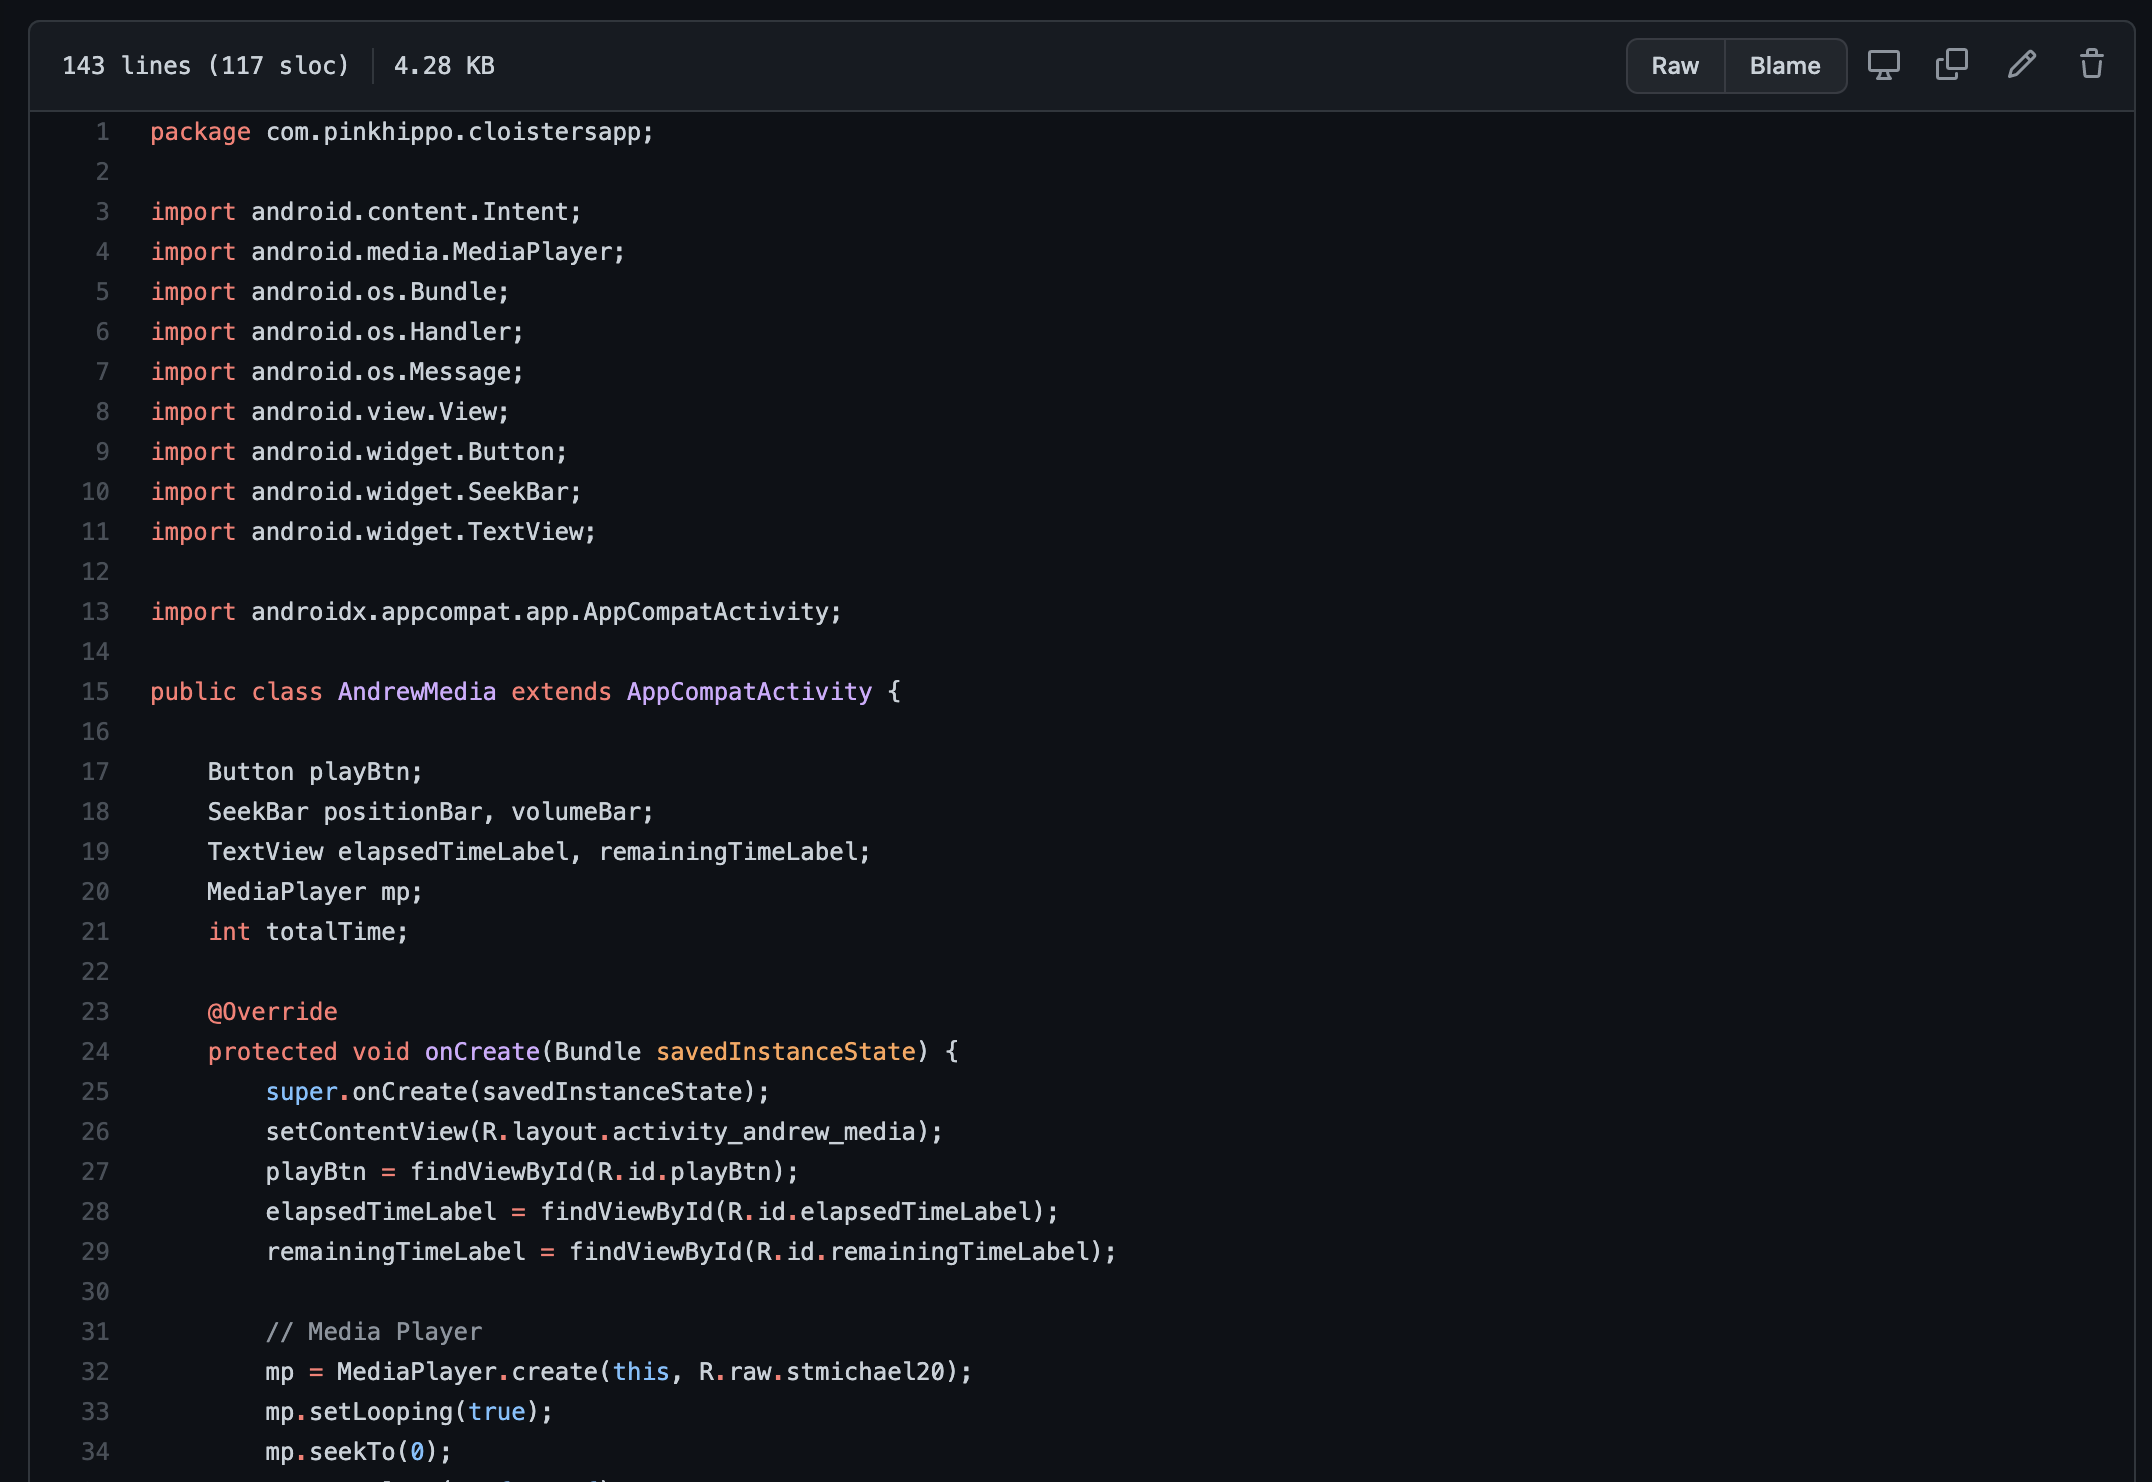 143 lines (117 sloc) 4.28 KB Raw Blame
1 package com.pinkhippo.cloistersapp;
2
3 import android.content.Intent;
4 import android.media.MediaPlayer;
5 import android.os.Bundle;
6 import android.os.Handler;
7 import android.os.Message;
8 import android.view.View;
9 import android.widget.Button;
10 import android.widget.SeekBar;
11 import android.widget.TextView;
12
13 import androidx.appcompat.app.AppCompatActivity;
14
15 public class AndrewMedia extends AppCompatActivity {
16
17     Button playBtn;
18     SeekBar positionBar, volumeBar;
19     TextView elapsedTimeLabel, remainingTimeLabel;
20     MediaPlayer mp;
21     int totalTime;
22
23     @Override
24     protected void onCreate(Bundle savedInstanceState) {
25         super.onCreate(savedInstanceState);
26         setContentView(R.layout.activity_andrew_media);
27         playBtn = findViewById(R.id.playBtn);
28         elapsedTimeLabel = findViewById(R.id.elapsedTimeLabel);
29         remainingTimeLabel = findViewById(R.id.remainingTimeLabel);
30
31         // Media Player
32         mp = MediaPlayer.create(this, R.raw.stmichael20);
33         mp.setLooping(true);
34         mp.seekTo(0);